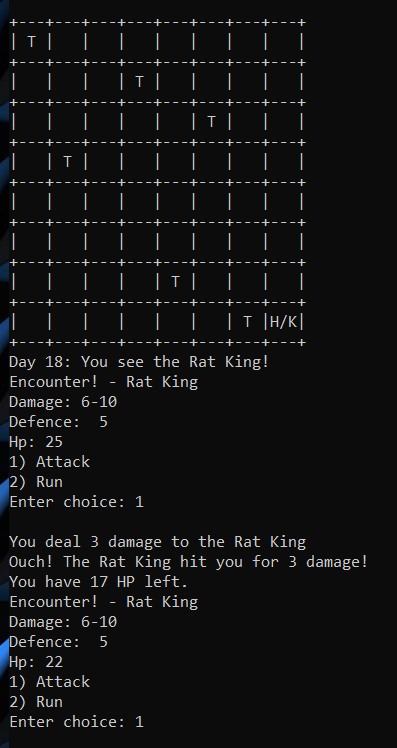 +---+---+---+---+---+---+---+---+
| T |   |   |   |   |   |   |   |
+---+---+---+---+---+---+---+---+
|   |   |   | T |   |   |   |   |
+---+---+---+---+---+---+---+---+
|   |   |   |   |   | T |   |   |
+---+---+---+---+---+---+---+---+
|   | T |   |   |   |   |   |   |
+---+---+---+---+---+---+---+---+
|   |   |   |   |   |   |   |   |
+---+---+---+---+---+---+---+---+
|   |   |   |   |   |   |   |   |
+---+---+---+---+---+---+---+---+
|   |   |   |   | T |   |   |   |
+---+---+---+---+---+---+---+---+
|   |   |   |   |   |   | T |H/K|
+---+---+---+---+---+---+---+---+
Day 18: You see the Rat King!
Encounter! - Rat King
Damage: 6-10
Defence:  5
Hp: 25
1) Attack
2) Run
Enter choice: 1

You deal 3 damage to the Rat King
Ouch! The Rat King hit you for 3 damage!
You have 17 HP left.
Encounter! - Rat King
Damage: 6-10
Defence:  5
Hp: 22
1) Attack
2) Run
Enter choice: 1